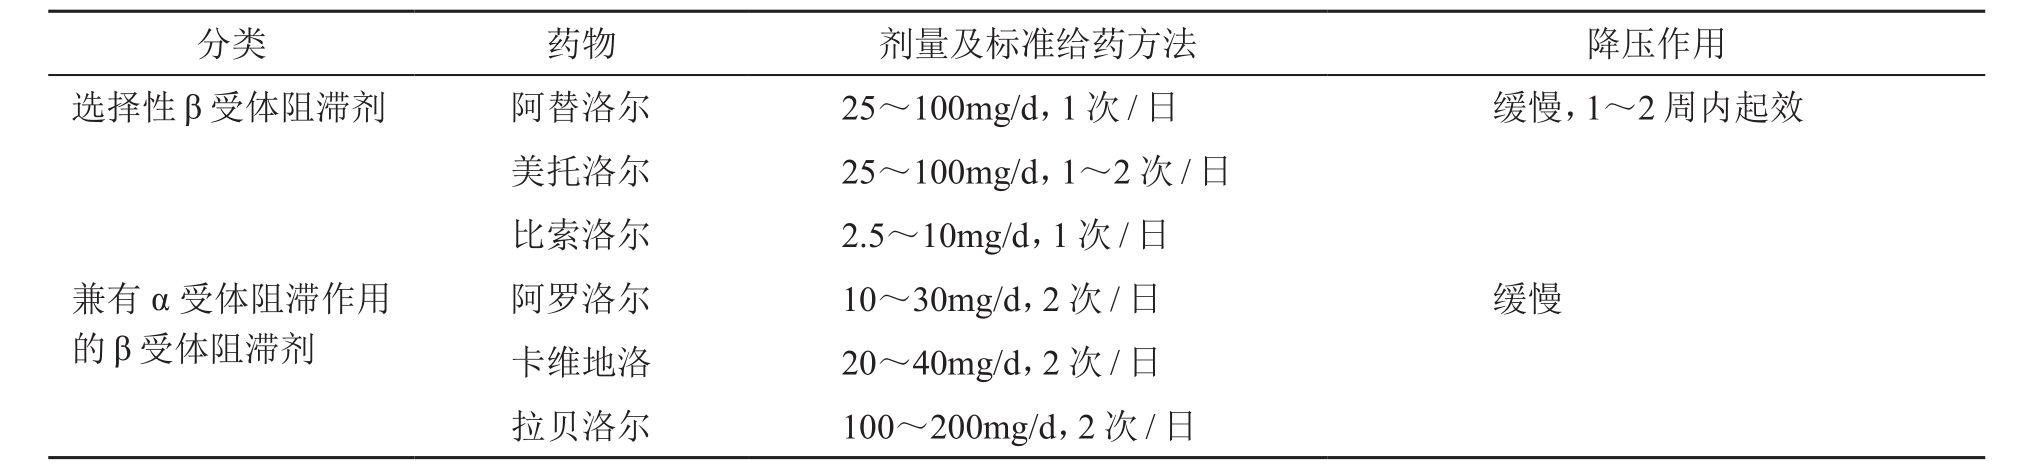 分类 药物 剂量及标准给药方法 降压作用
选择性 β 受体阻滞剂 阿替洛尔 25～100mg/d，1 次 / 日 缓慢，1～2 周内起效
美托洛尔 25～100mg/d，1～2 次 / 日
比索洛尔 2.5～10mg/d，1 次 / 日
兼有 α 受体阻滞作用 阿罗洛尔 10～30mg/d，2 次 / 日 缓慢
的 β 受体阻滞剂 卡维地洛 20～40mg/d，2 次 / 日
拉贝洛尔 100～200mg/d，2 次 / 日